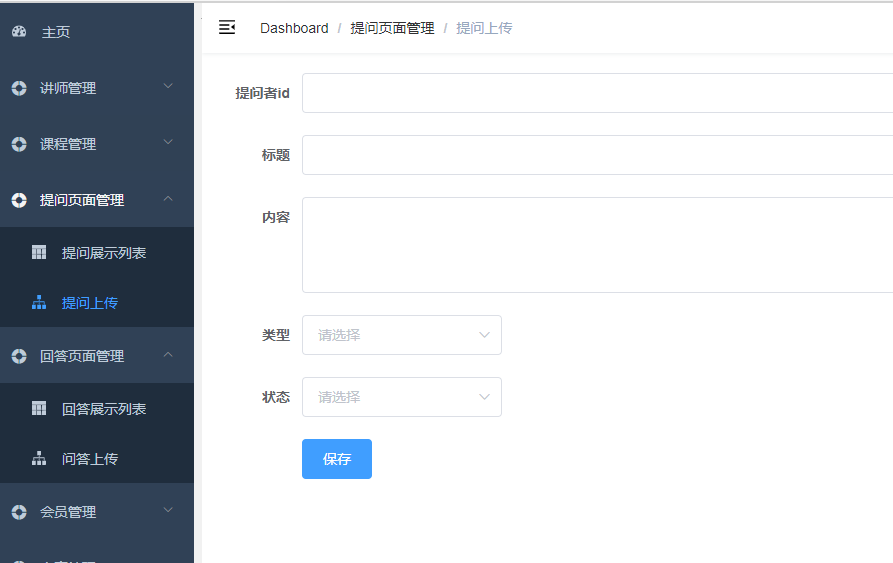 主页
讲师管理
课程管理
提问页面管理
提问展示列表
提问上传
回答页面管理
回答展示列表
问答上传
会员管理
Dashboard / 提问页面管理 / 提问上传
提问者id
标题
内容
类型 请选择
状态 请选择
保存